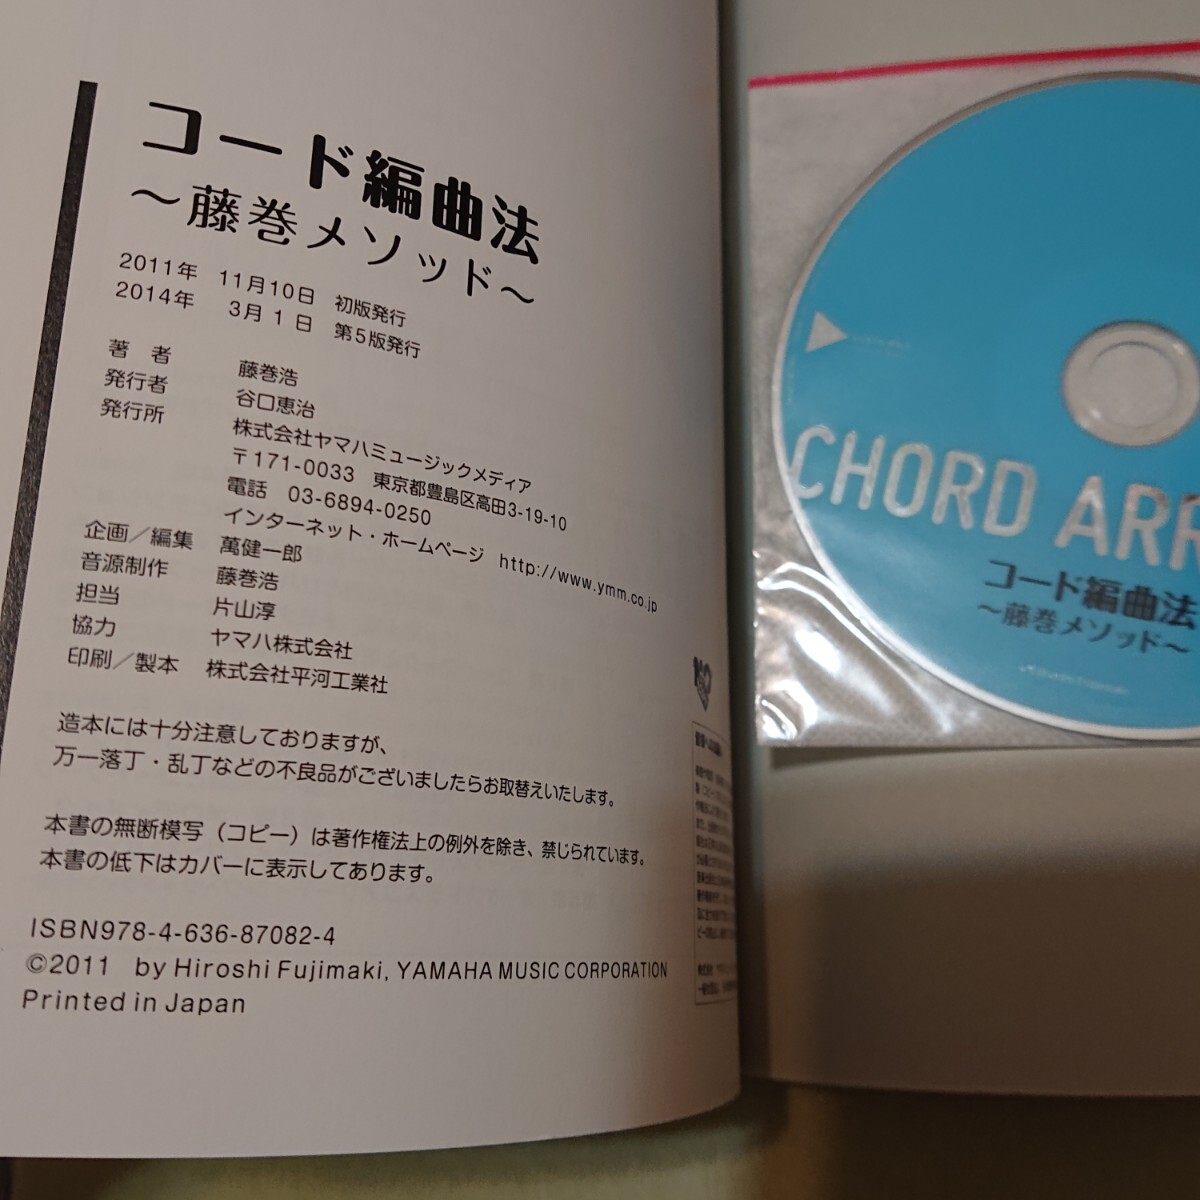 コード編曲法
～藤巻メソッド～
2011年 11月10日 初版発行
2014年 3月 1 日 第5版発行
著 者 藤巻浩
発行者 谷口恵治
発行所 株式会社ヤマハミュージックメディア
〒171-0033 東京都豊島区高田3-19-10
電話 03-6894-0250
インターネット・ホームページ http://www.ymm.co.jp
企画／編集 萬健一郎
音源制作 藤巻浩
担当 片山淳
協力 ヤマハ株式会社
印刷／製本 株式会社平河工業社
造本には十分注意しておりますが、
万一落丁・乱丁などの不良品がございましたらお取替えいたします。
本書の無断模写（コピー）は著作権法上の例外を除き、禁じられています。
本書の低下はカバーに表示してあります。
ISBN978-4-636-87082-4
©2011 by Hiroshi Fujimaki, YAMAHA MUSIC CORPORATION
Printed in Japan
CHORD ARR
コード編曲法
～藤巻メソッド～